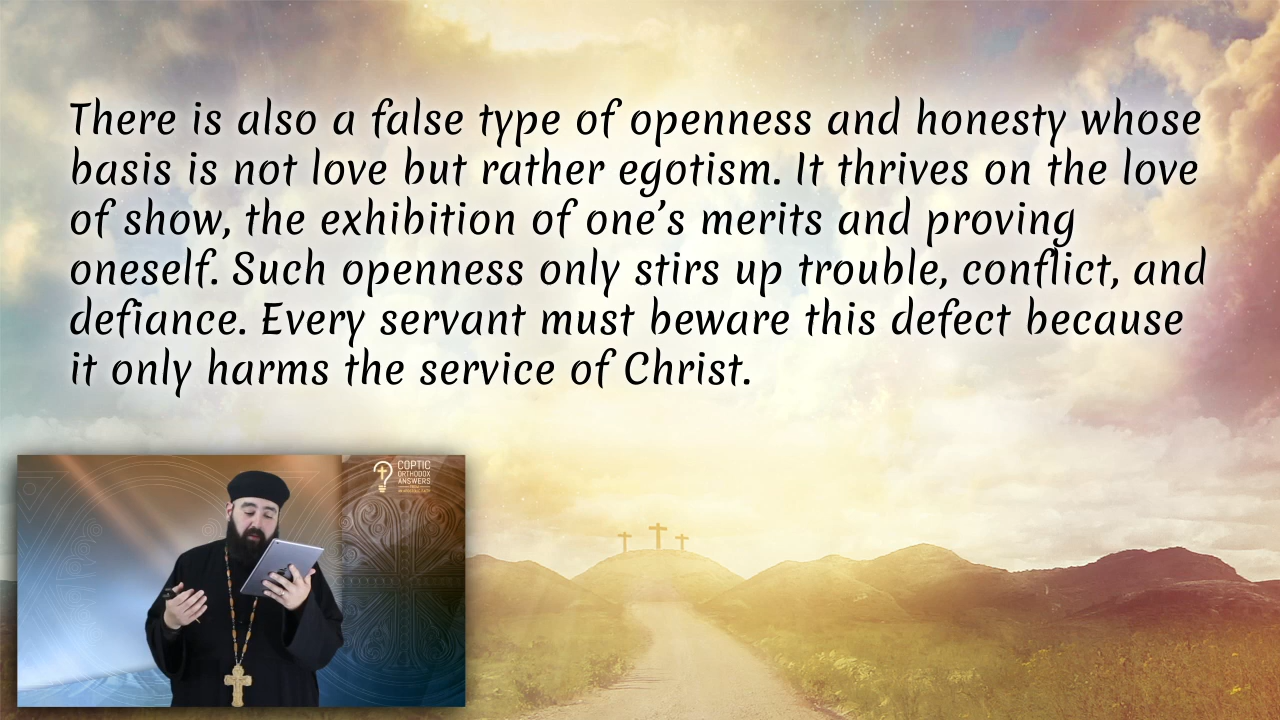 There is also a false type of openness and honesty whose
basis is not love but rather egotism. It thrives on the love
of show, the exhibition of one’s merits and proving
oneself. Such openness only stirs up trouble, conflict, and
defiance. Every servant must beware this defect because
it only harms the service of Christ.
COPTIC
ORTHODOX
ANSWERS